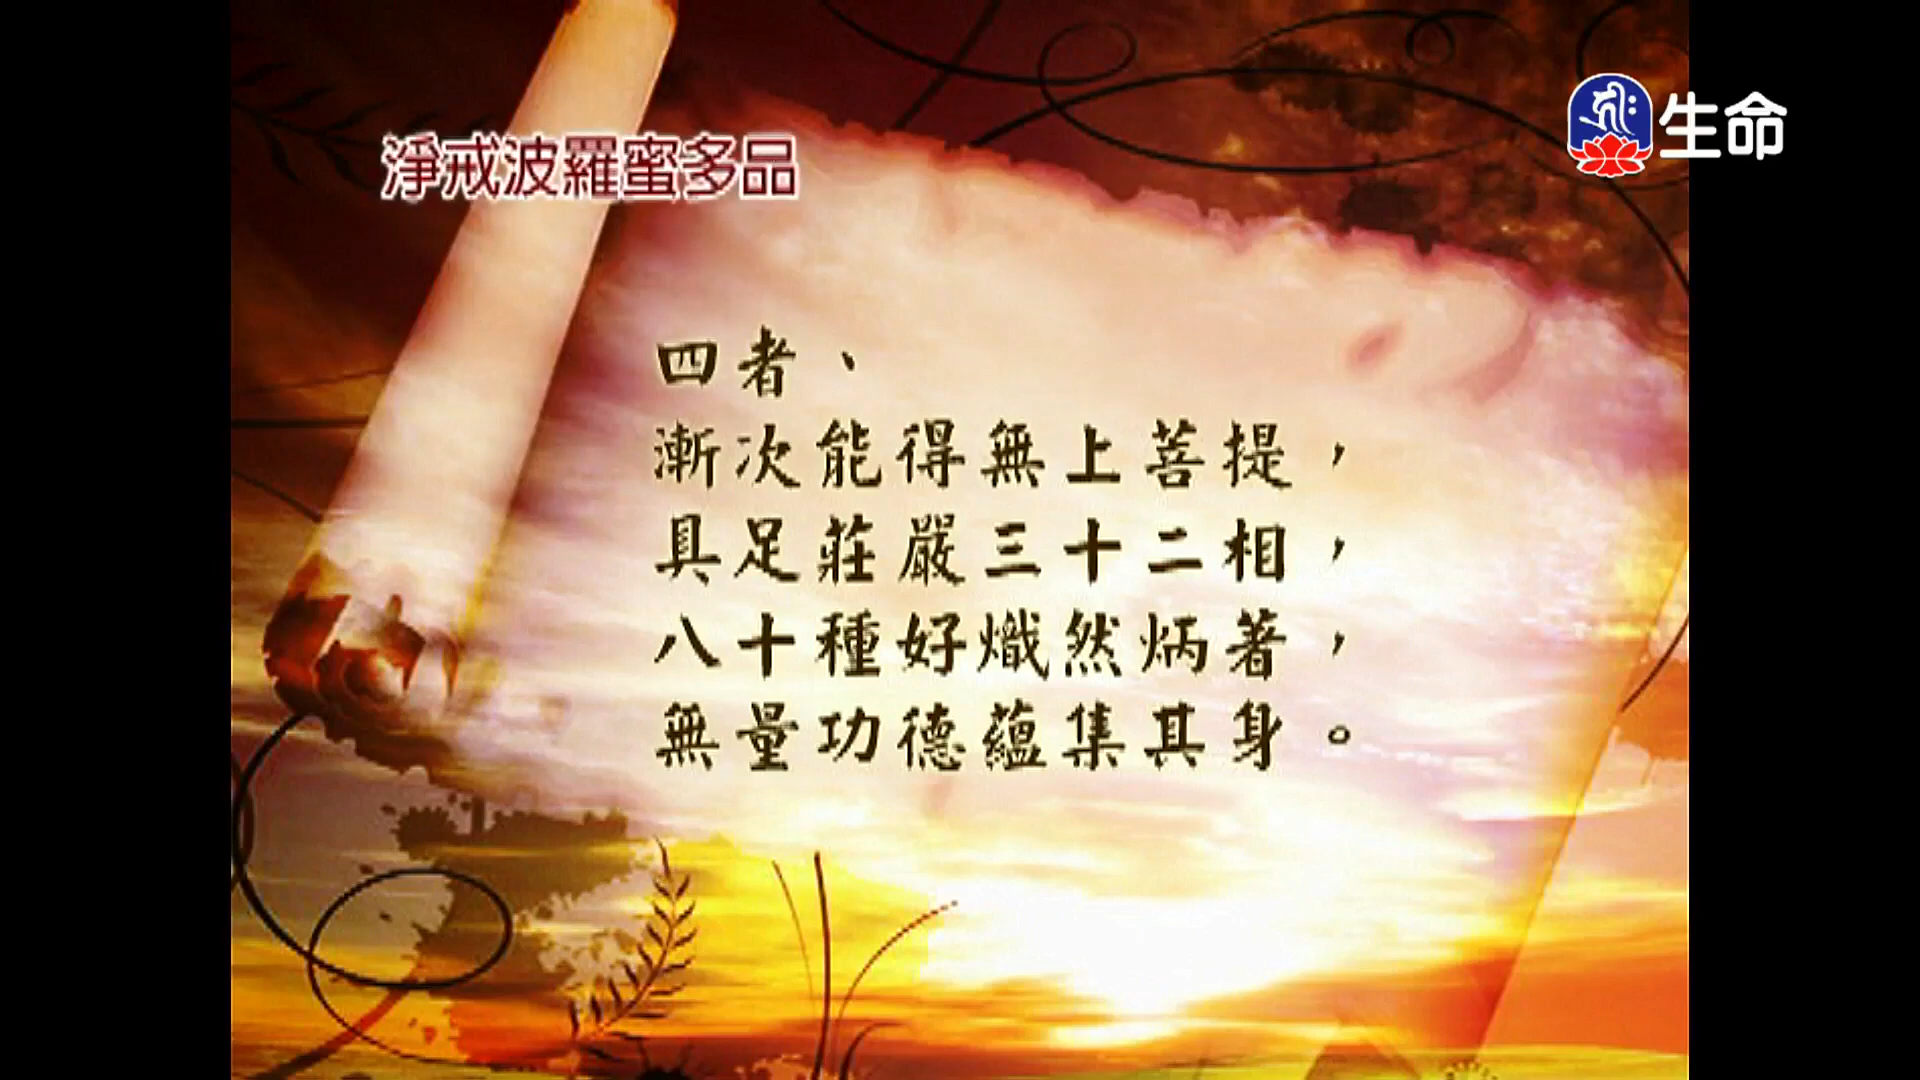 生命
淨戒波羅蜜多品
四者、
漸次能得無上菩提，
具足莊嚴三十二相，
八十種好熾然炳著，
無量功德蘊集其身。